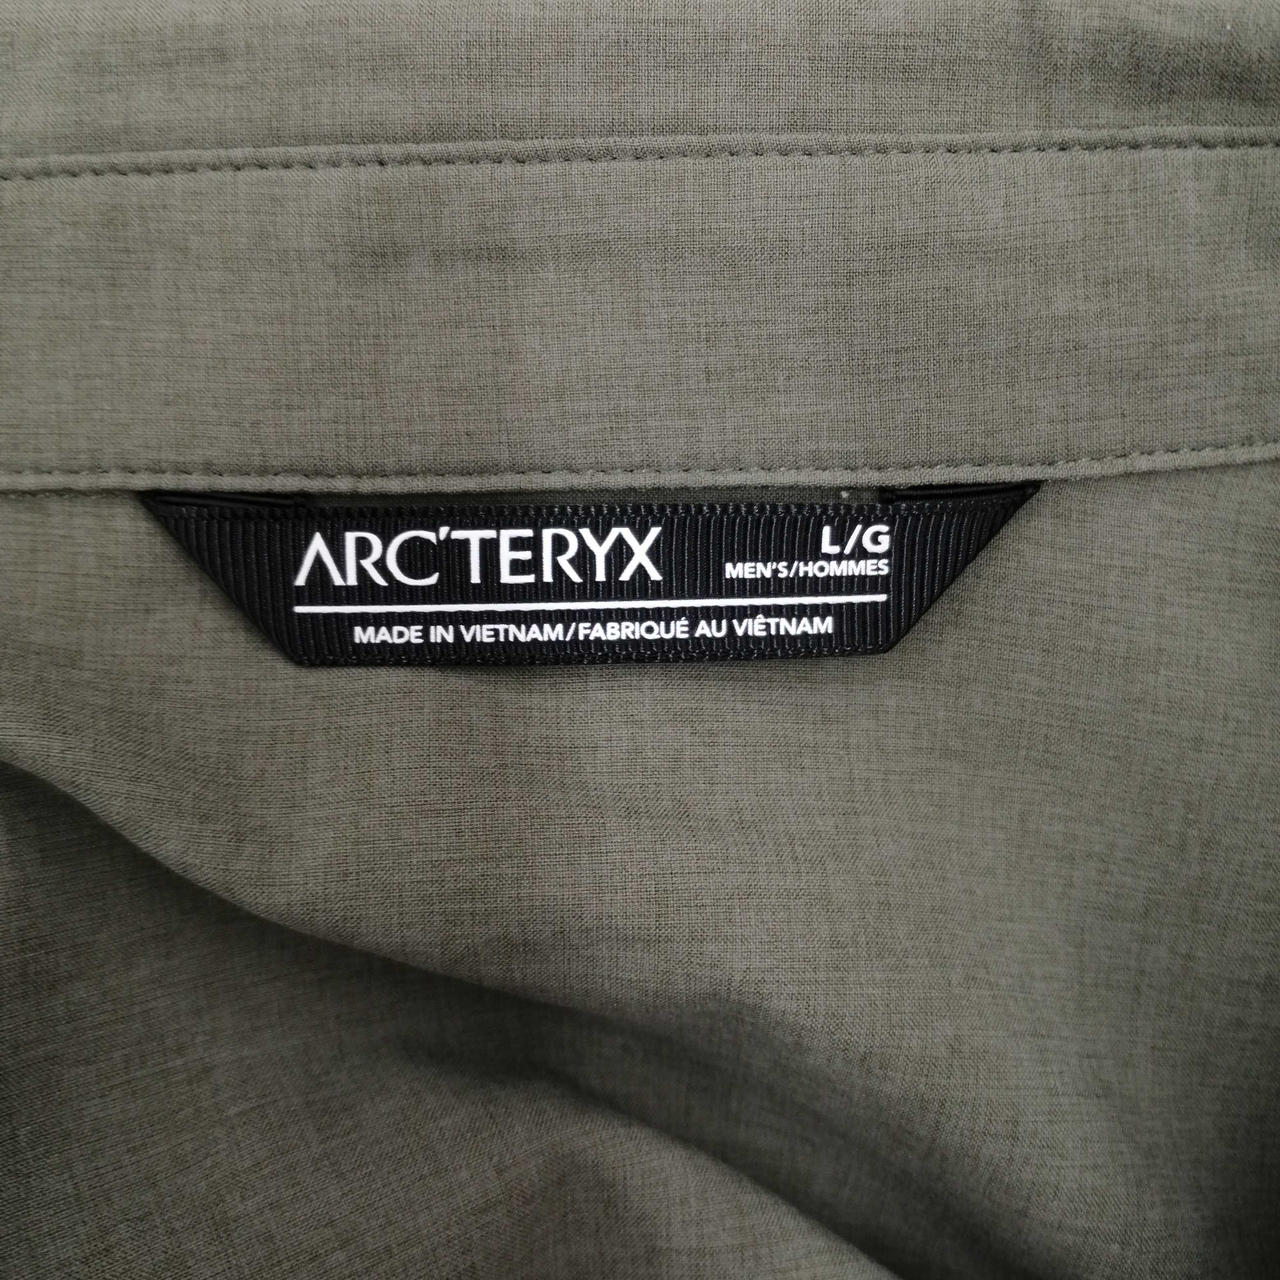 ARC'TERYX
L/G
MEN'S/HOMMES
MADE IN VIETNAM/FABRIQUÉ AU VIÊTNAM